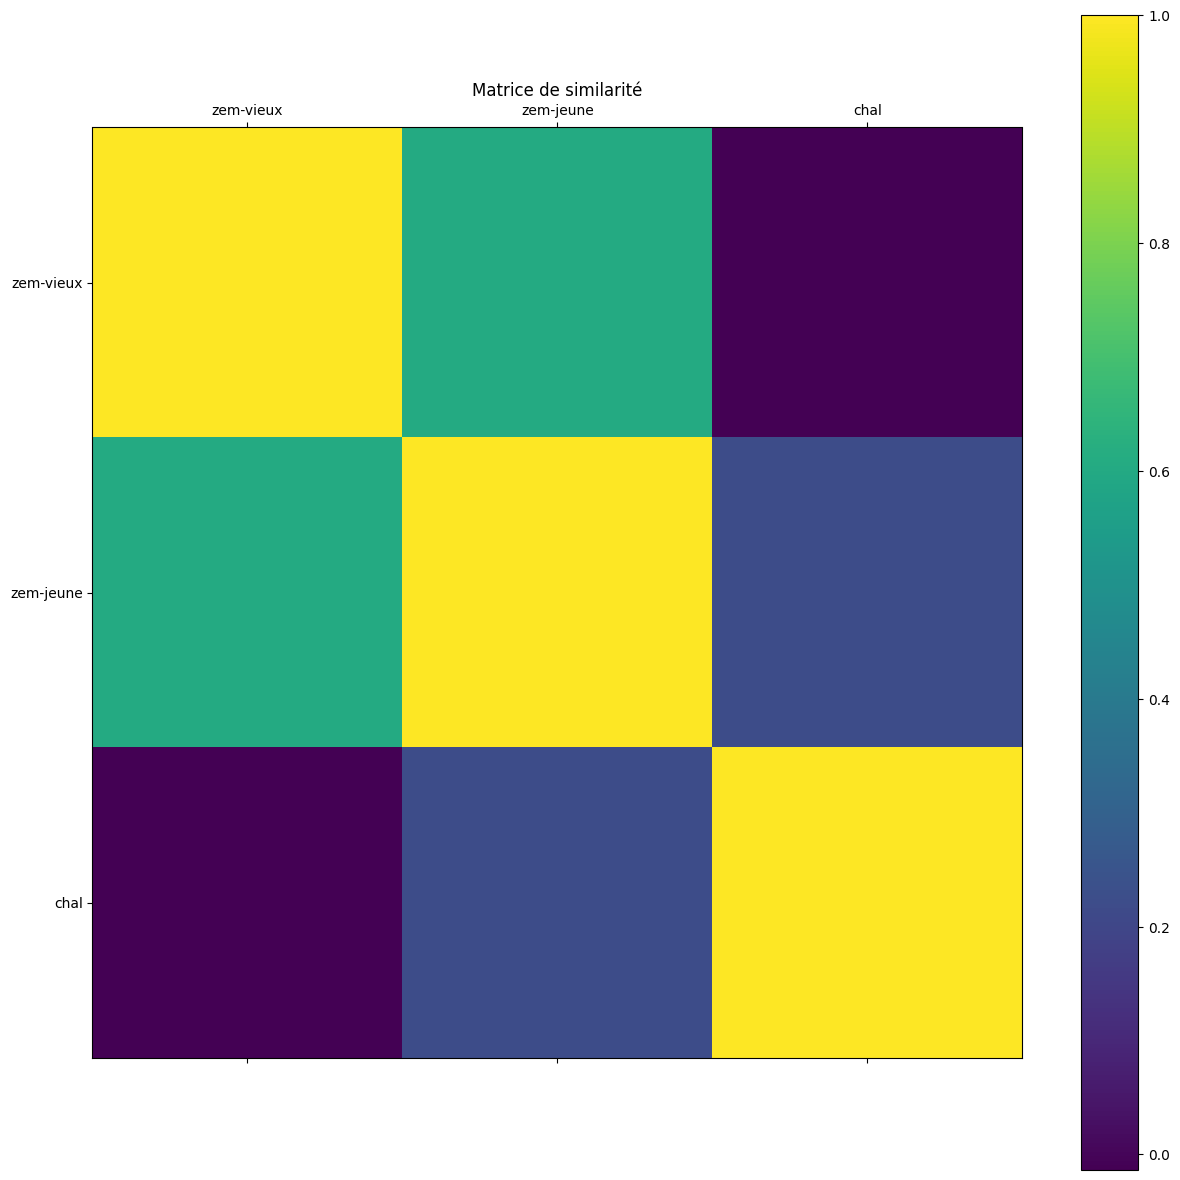 Matrice de similarité
zem-vieux zem-jeune chal
zem-vieux
zem-jeune
chal
1.0
0.8
0.6
0.4
0.2
0.0